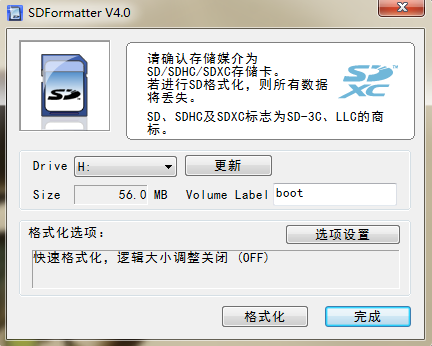 SDFormatter V4.0
请确认存储媒介为
SD/SDHC/SDXC存储卡。
若进行SD格式化，则所有数据
将丢失。
SD、SDHC及SDXC标志为SD-3C、LLC的商
标。
SD
SD
XC
Drive H: 更新
Size 56.0 MB Volume Label boot
格式化选项： 选项设置
快速格式化，逻辑大小调整关闭 (OFF)
格式化 完成